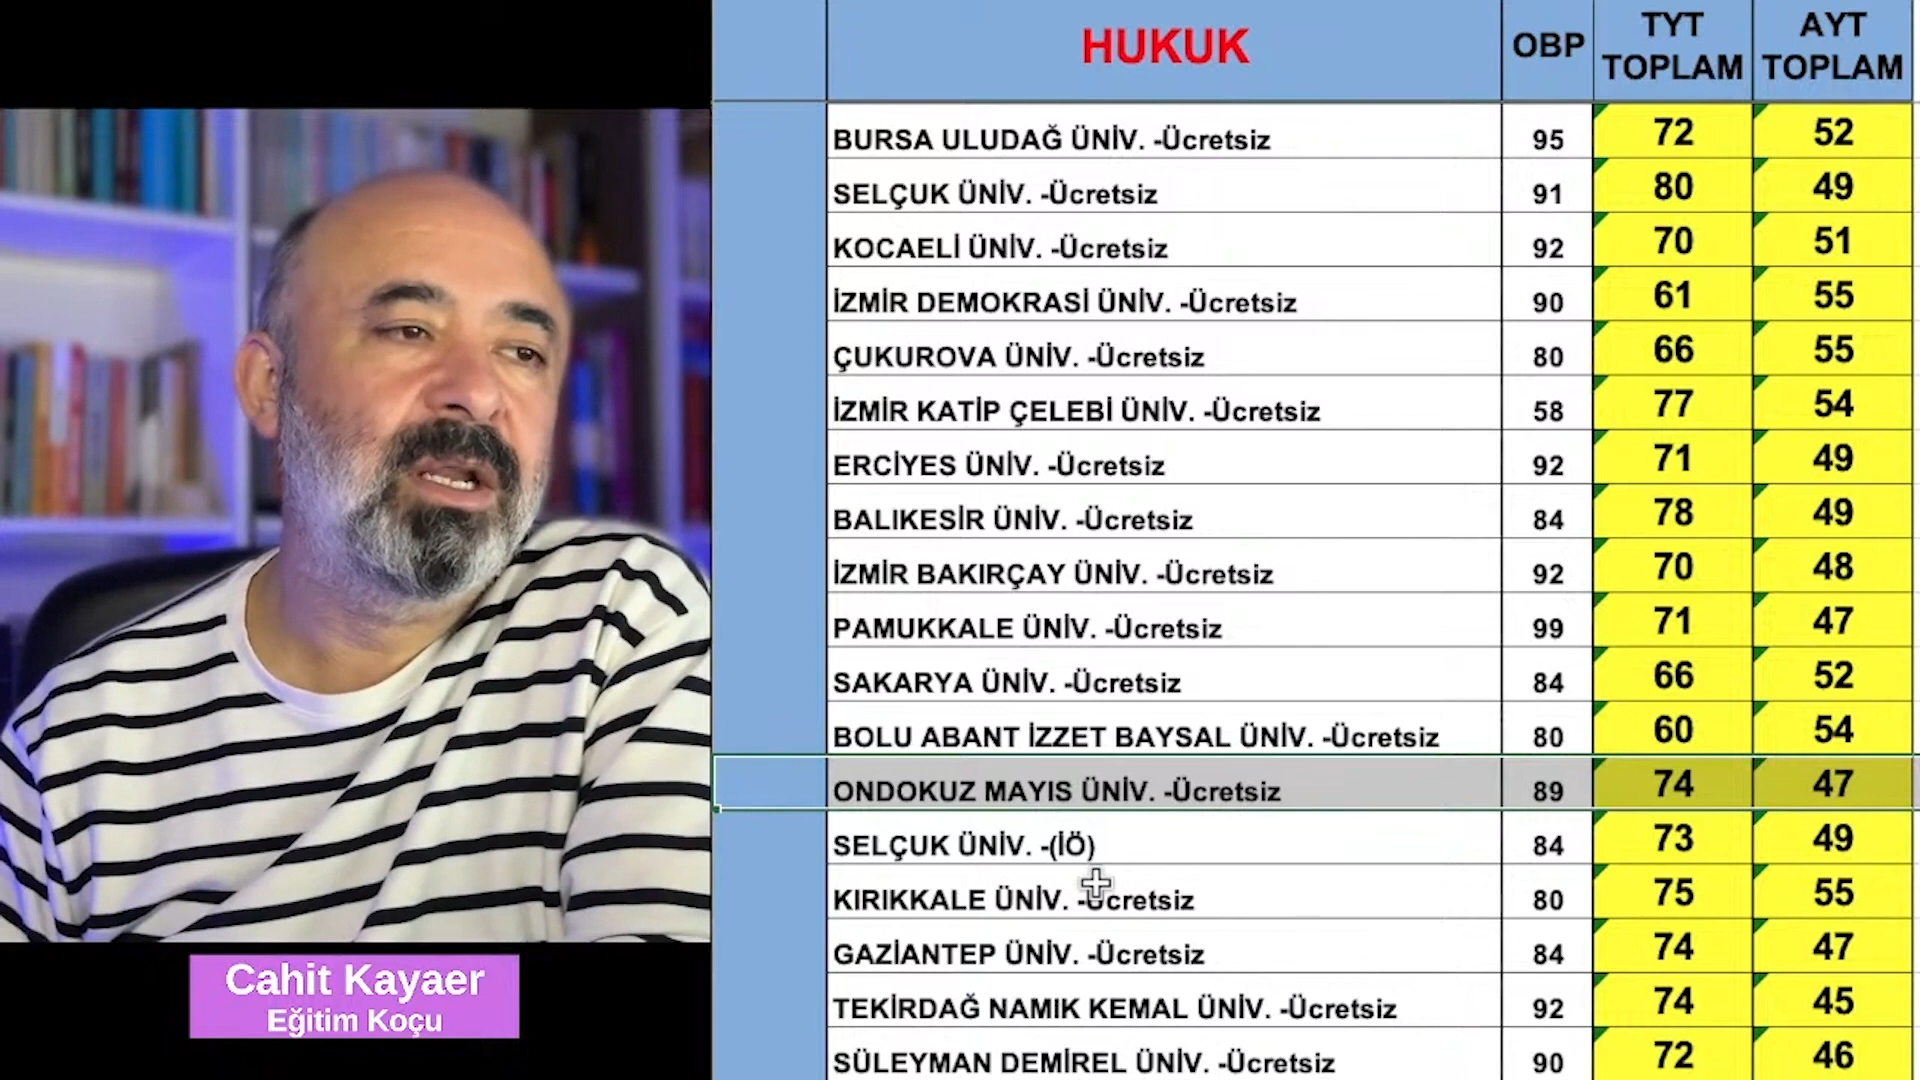 HUKUK OBP TYT TOPLAM AYT TOPLAM
BURSA ULUDAĞ ÜNİV. -Ücretsiz 95 72 52
SELÇUK ÜNİV. -Ücretsiz 91 80 49
KOCAELİ ÜNİV. -Ücretsiz 92 70 51
İZMİR DEMOKRASİ ÜNİV. -Ücretsiz 90 61 55
ÇUKUROVA ÜNİV. -Ücretsiz 80 66 55
İZMİR KATİP ÇELEBİ ÜNİV. -Ücretsiz 58 77 54
ERCİYES ÜNİV. -Ücretsiz 92 71 49
BALIKESİR ÜNİV. -Ücretsiz 84 78 49
İZMİR BAKIRÇAY ÜNİV. -Ücretsiz 92 70 48
PAMUKKALE ÜNİV. -Ücretsiz 99 71 47
SAKARYA ÜNİV. -Ücretsiz 84 66 52
BOLU ABANT İZZET BAYSAL ÜNİV. -Ücretsiz 80 60 54
ONDOKUZ MAYIS ÜNİV. -Ücretsiz 89 74 47
SELÇUK ÜNİV. -(İÖ) 84 73 49
KIRIKKALE ÜNİV. -Ücretsiz 80 75 55
GAZİANTEP ÜNİV. -Ücretsiz 84 74 47
TEKİRDAĞ NAMIK KEMAL ÜNİV. -Ücretsiz 92 74 45
SÜLEYMAN DEMİREL ÜNİV. -Ücretsiz 90 72 46
Cahit Kayaer
Eğitim Koçu